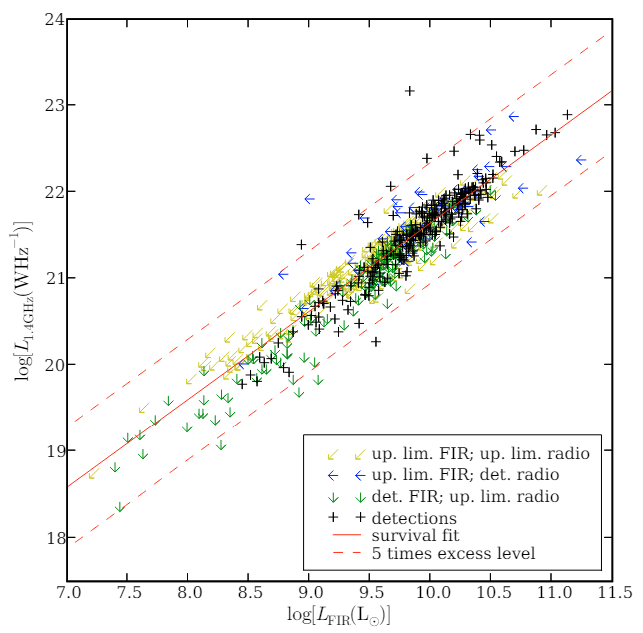 24
23
22
21
20
19
18
log[L1.4GHz(WHz−1)]
up. lim. FIR; up. lim. radio
up. lim. FIR; det. radio
det. FIR; up. lim. radio
detections
survival fit
5 times excess level
7.0 7.5 8.0 8.5 9.0 9.5 10.0 10.5 11.0 11.5
log[LFIR(L⊙)]